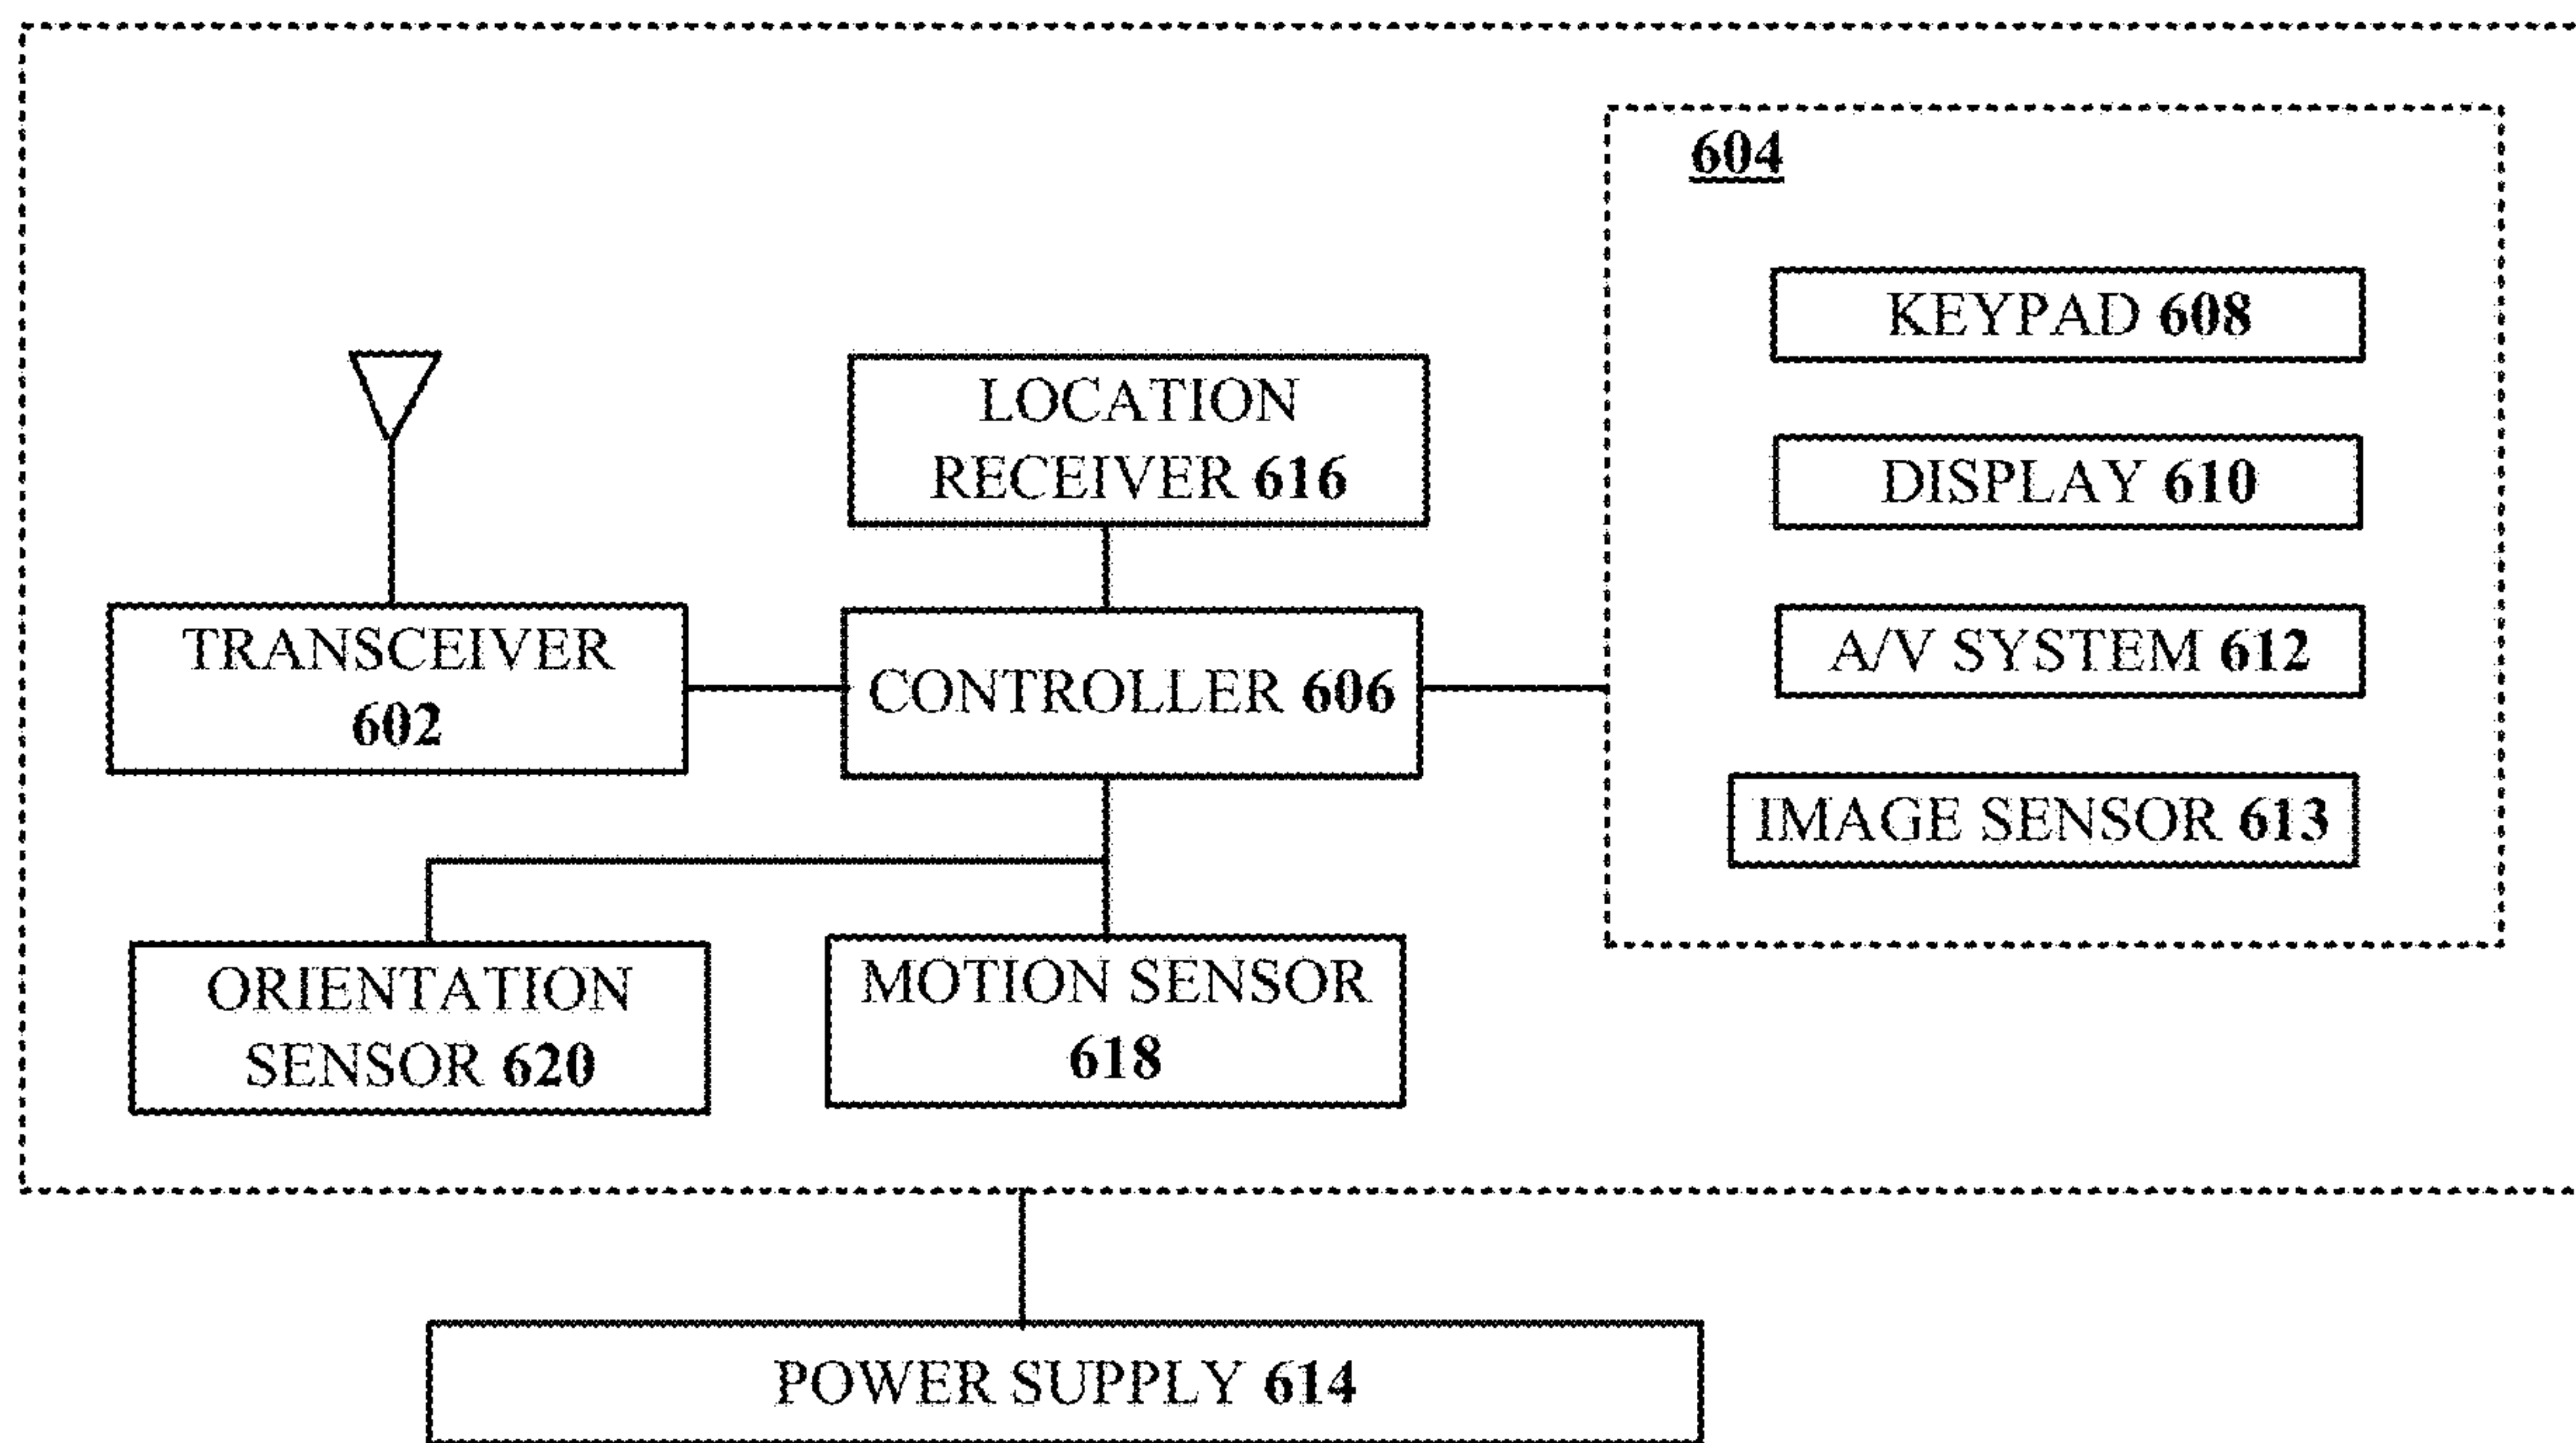 604
KEYPAD 608
LOCATION
RECEIVER 616
DISPLAY 610
TRANSCEIVER
602
CONTROLLER 606
A/V SYSTEM 612
IMAGE SENSOR 613
ORIENTATION
SENSOR 620
MOTION SENSOR
618
POWER SUPPLY 614